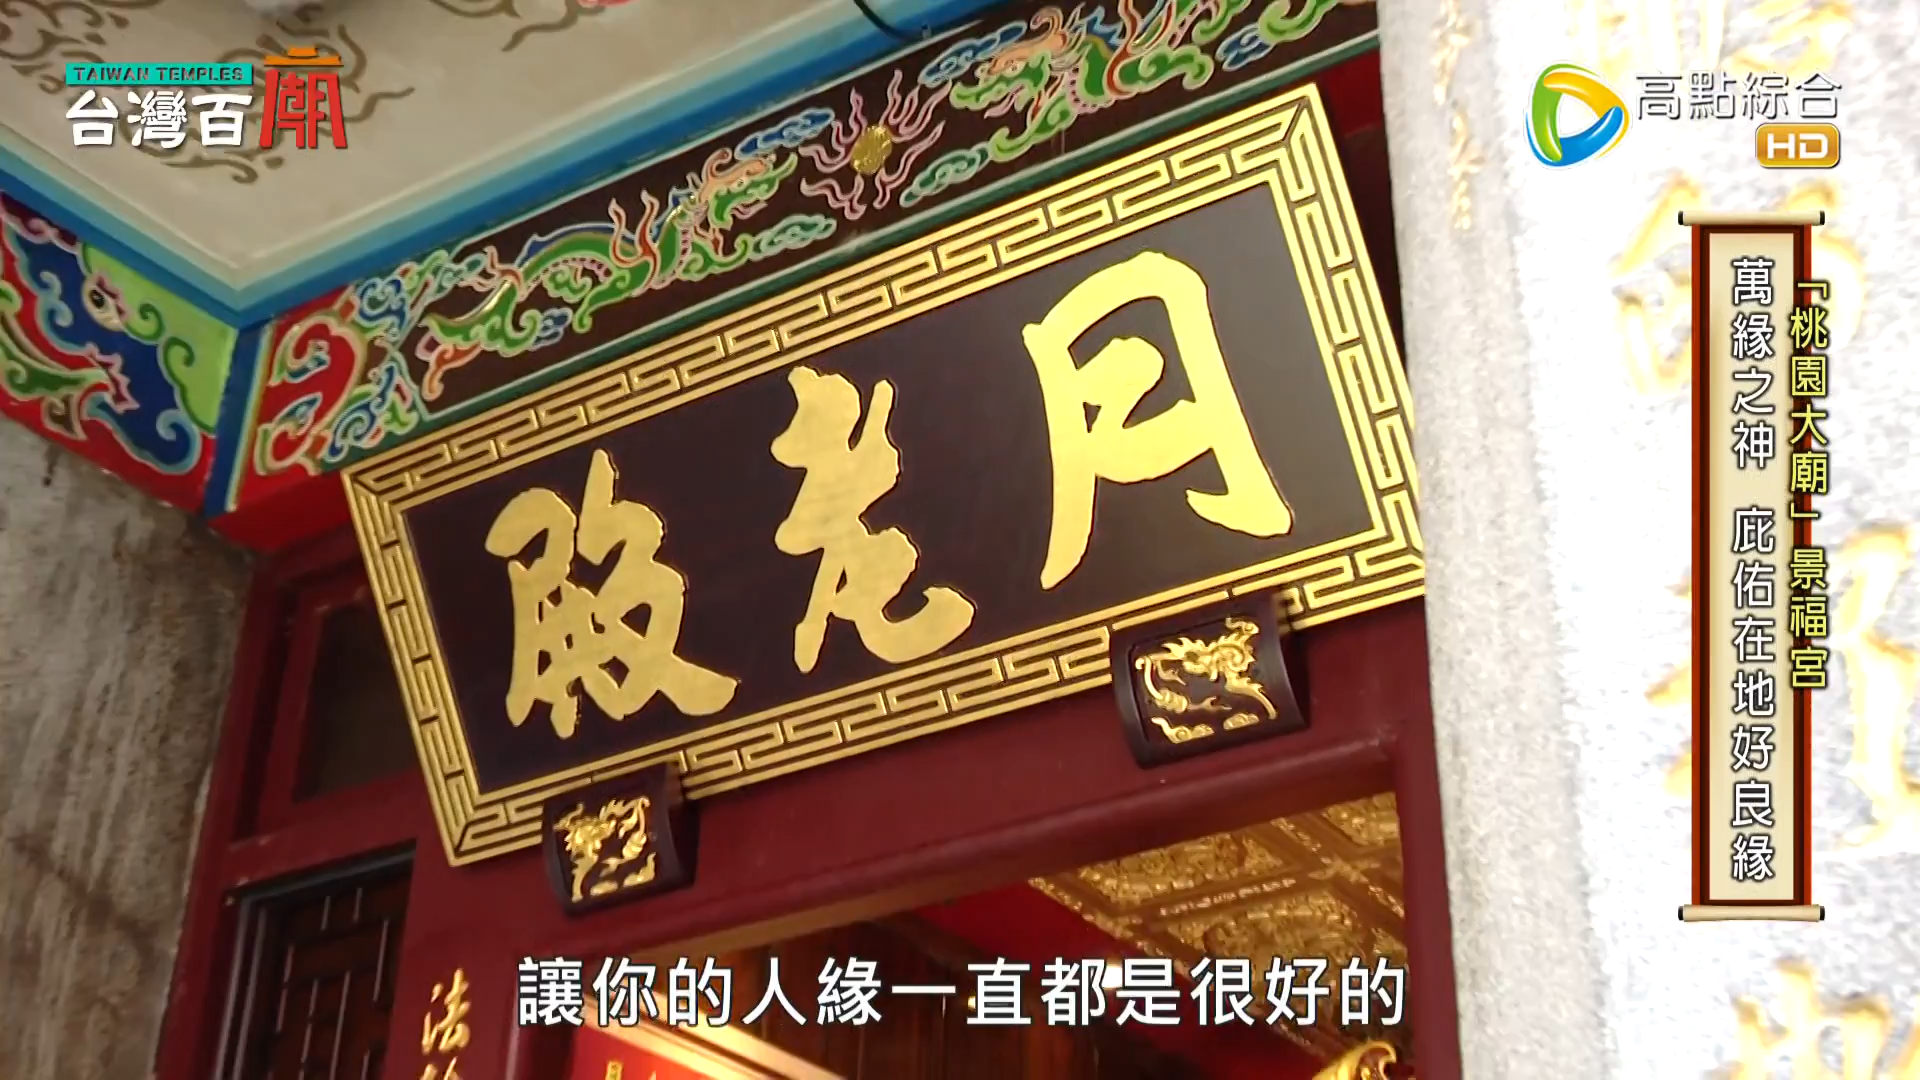 TAIWAN TEMPLES
台灣百廟
高點綜合
HD
「桃園大廟」景福宮
萬緣之神 庇佑在地好良緣
月老殿
法
讓你的人緣一直都是很好的